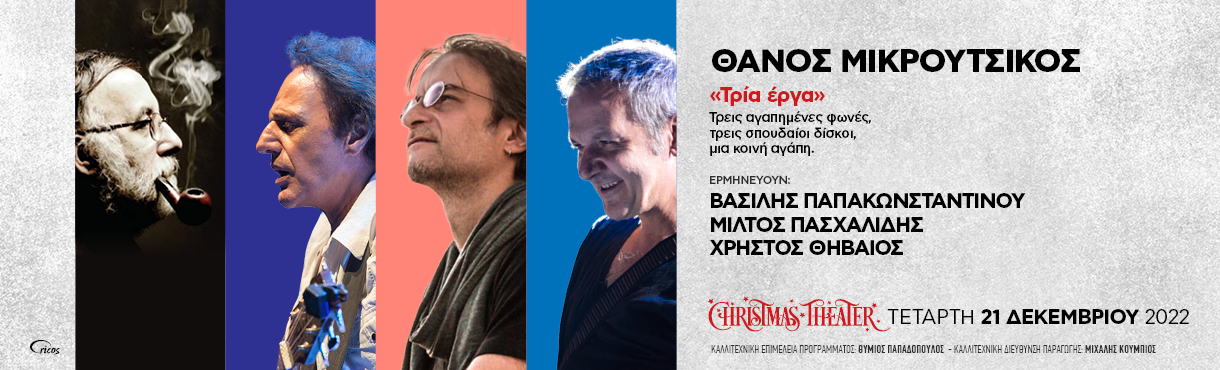 ΘΑΝΟΣ ΜΙΚΡΟΥΤΣΙΚΟΣ
«Τρία έργα»
Τρεις αγαπημένες φωνές,
τρεις σπουδαίοι δίσκοι,
μια κοινή αγάπη.
ΕΡΜΗΝΕΥΟΥΝ:
ΒΑΣΙΛΗΣ ΠΑΠΑΚΩΝΣΤΑΝΤΙΝΟΥ
ΜΙΛΤΟΣ ΠΑΣΧΑΛΙΔΗΣ
ΧΡΗΣΤΟΣ ΘΗΒΑΙΟΣ
CHRISTMAS THEATER ΤΕΤΑΡΤΗ 21 ΔΕΚΕΜΒΡΙΟΥ 2022
ΚΑΛΛΙΤΕΧΝΙΚΗ ΕΠΙΜΕΛΕΙΑ ΠΡΟΓΡΑΜΜΑΤΟΣ: ΘΥΜΙΟΣ ΠΑΠΑΔΟΠΟΥΛΟΣ - ΚΑΛΛΙΤΕΧΝΙΚΗ ΔΙΕΥΘΥΝΣΗ ΠΑΡΑΓΩΓΗΣ: ΜΙΧΑΛΗΣ ΚΟΥΜΠΙΟΣ